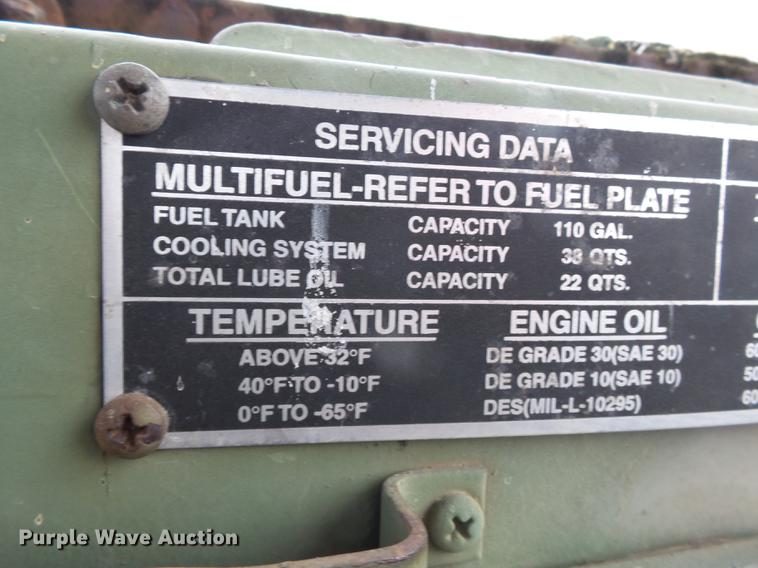 SERVICING DATA
MULTIFUEL-REFER TO FUEL PLATE
FUEL TANK CAPACITY 110 GAL.
COOLING SYSTEM CAPACITY 33 QTS.
TOTAL LUBE OIL CAPACITY 22 QTS.
TEMPERATURE ENGINE OIL
ABOVE 32°F DE GRADE 30(SAE 30)
40°F TO -10°F DE GRADE 10(SAE 10)
0°F TO -65°F DES(MIL-L-10295)
Purple Wave Auction